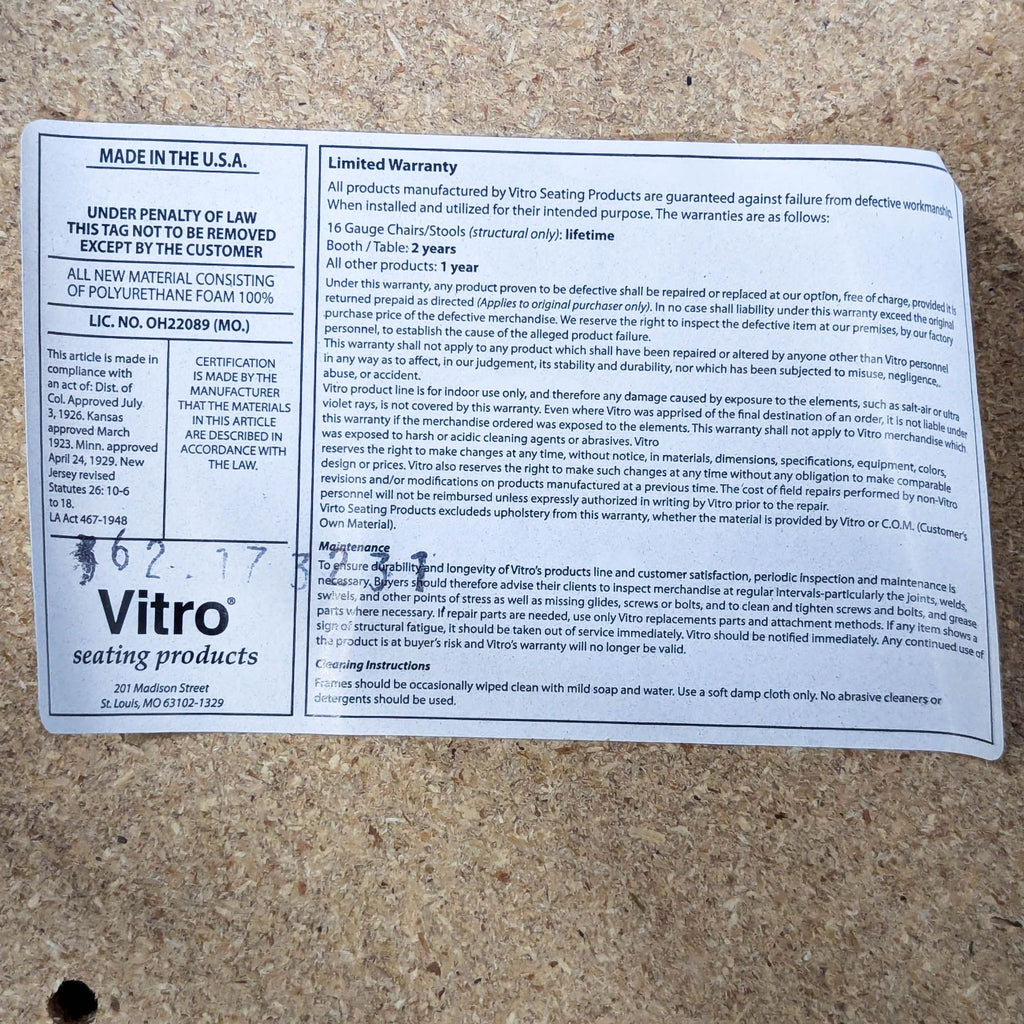 MADE IN THE U.S.A.
UNDER PENALTY OF LAW
THIS TAG NOT TO BE REMOVED
EXCEPT BY THE CUSTOMER
ALL NEW MATERIAL CONSISTING
OF POLYURETHANE FOAM 100%
LIC. NO. OH22089 (MO.)
This article is made in
compliance with
an act of: Dist. of
Col. Approved July
3, 1926. Kansas
approved March
1923. Minn. approved
April 24, 1929. New
Jersey revised
Statutes 26: 10-6
to 18.
LA Act 467-1948
CERTIFICATION
IS MADE BY THE
MANUFACTURER
THAT THE MATERIALS
IN THIS ARTICLE
ARE DESCRIBED IN
ACCORDANCE WITH
THE LAW.
Vitro®
seating products
201 Madison Street
St. Louis, MO 63102-1329
Limited Warranty
All products manufactured by Vitro Seating Products are guaranteed against failure from defective workmanship.
When installed and utilized for their intended purpose. The warranties are as follows:
16 Gauge Chairs/Stools (structural only): lifetime
Booth / Table: 2 years
All other products: 1 year
Under this warranty, any product proven to be defective shall be repaired or replaced at our option, free of charge, provided it is
returned prepaid as directed (Applies to original purchaser only). In no case shall liability under this warranty exceed the original
purchase price of the defective merchandise. We reserve the right to inspect the defective item at our premises, by our factory
personnel, to establish the cause of the alleged product failure.
This warranty shall not apply to any product which shall have been repaired or altered by anyone other than Vitro personnel
in any way as to affect, in our judgement, its stability and durability, nor which has been subjected to misuse, negligence,
abuse, or accident.
Vitro product line is for indoor use only, and therefore any damage caused by exposure to the elements, such as salt-air or ultra
violet rays, is not covered by this warranty. Even where Vitro was apprised of the final destination of an order, it is not liable under
this warranty if the merchandise ordered was exposed to the elements. This warranty shall not apply to Vitro merchandise which
was exposed to harsh or acidic cleaning agents or abrasives. Vitro
reserves the right to make changes at any time, without notice, in materials, dimensions, specifications, equipment, colors,
design or prices. Vitro also reserves the right to make such changes at any time without any obligation to make comparable
revisions and/or modifications on products manufactured at a previous time. The cost of field repairs performed by non-Vitro
personnel will not be reimbursed unless expressly authorized in writing by Vitro prior to the repair.
Virto Seating Products excludeds upholstery from this warranty, whether the material is provided by Vitro or C.O.M. (Customer's
Own Material).
Maintenance
To ensure durability and longevity of Vitro's products line and customer satisfaction, periodic inspection and maintenance is
necessary. Buyers should therefore advise their clients to inspect merchandise at regular intervals-particularly the joints, welds,
swivels, and other points of stress as well as missing glides, screws or bolts, and to clean and tighten screws and bolts, and grease
parts where necessary. If repair parts are needed, use only Vitro replacements parts and attachment methods. If any item shows a
sign of structural fatigue, it should be taken out of service immediately. Vitro should be notified immediately. Any continued use of
the product is at buyer's risk and Vitro's warranty will no longer be valid.
Cleaning Instructions
Frames should be occasionally wiped clean with mild soap and water. Use a soft damp cloth only. No abrasive cleaners or
detergents should be used.